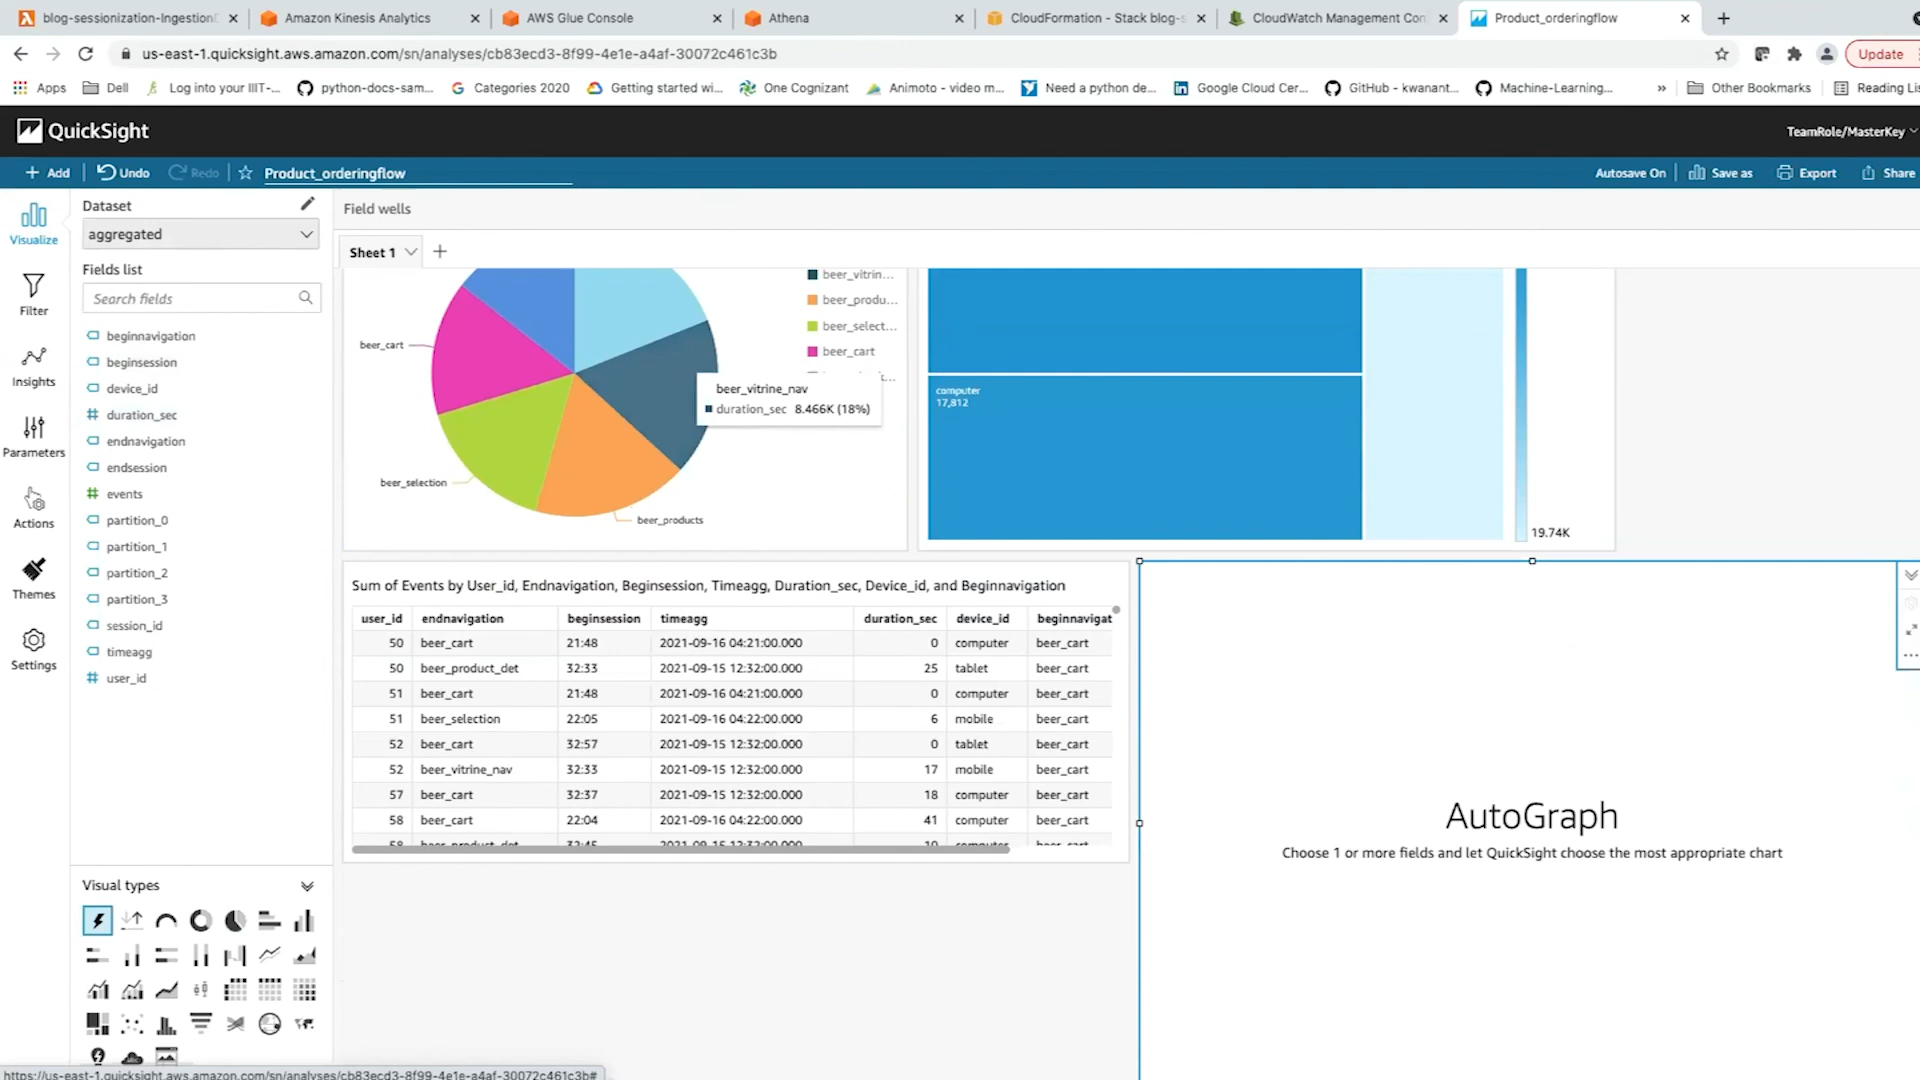 blog-sessionization-Ingestion
Amazon Kinesis Analytics
AWS Glue Console
Athena
CloudFormation - Stack blog-s
CloudWatch Management Con
Product_orderingflow
us-east-1.quicksight.aws.amazon.com/sn/analyses/cb83ecd3-8f99-4e1e-a4af-30072c461c3b
Update
Apps
Dell
Log into your IIIT-...
python-docs-sam...
Categories 2020
Getting started wi...
One Cognizant
Animoto - video m...
Need a python de...
Google Cloud Cer...
GitHub - kwanant...
Machine-Learning...
»
Other Bookmarks
Reading Lis
QuickSight
TeamRole/MasterKey
+ Add
Undo
Redo
Product_orderingflow
Autosave On
Save as
Export
Share
Visualize
Filter
Insights
Parameters
Actions
Themes
Settings
Dataset
aggregated
Fields list
Search fields
beginnavigation
beginsession
device_id
# duration_sec
endnavigation
endsession
# events
partition_0
partition_1
partition_2
partition_3
session_id
timeagg
# user_id
Visual types
Field wells
Sheet 1
+
beer_cart
beer_selection
beer_products
beer_vitrin...
beer_produ...
beer_select...
beer_cart
beer_vitrine_nav
duration_sec 8.466K (18%)
computer
17,812
19.74K
Sum of Events by User_id, Endnavigation, Beginsession, Timeagg, Duration_sec, Device_id, and Beginnavigation
user_id endnavigation beginsession timeagg duration_sec device_id beginnavigat
50 beer_cart 21:48 2021-09-16 04:21:00.000 0 computer beer_cart
50 beer_product_det 32:33 2021-09-15 12:32:00.000 25 tablet beer_cart
51 beer_cart 21:48 2021-09-16 04:21:00.000 0 computer beer_cart
51 beer_selection 22:05 2021-09-16 04:22:00.000 6 mobile beer_cart
52 beer_cart 32:57 2021-09-15 12:32:00.000 0 tablet beer_cart
52 beer_vitrine_nav 32:33 2021-09-15 12:32:00.000 17 mobile beer_cart
57 beer_cart 32:37 2021-09-15 12:32:00.000 18 computer beer_cart
58 beer_cart 22:04 2021-09-16 04:22:00.000 41 computer beer_cart
AutoGraph
Choose 1 or more fields and let QuickSight choose the most appropriate chart
https://us-east-1.quicksight.aws.amazon.com/sn/analyses/cb83ecd3-8f99-4e1e-a4af-30072c461c3b#